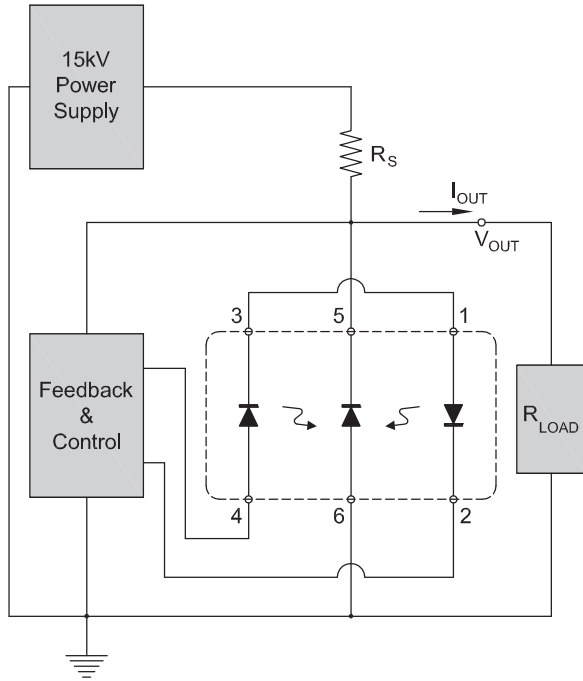 15kV
Power
Supply
R_S
I_OUT
V_OUT
3 5 1
Feedback
&
Control
R_LOAD
4 6 2